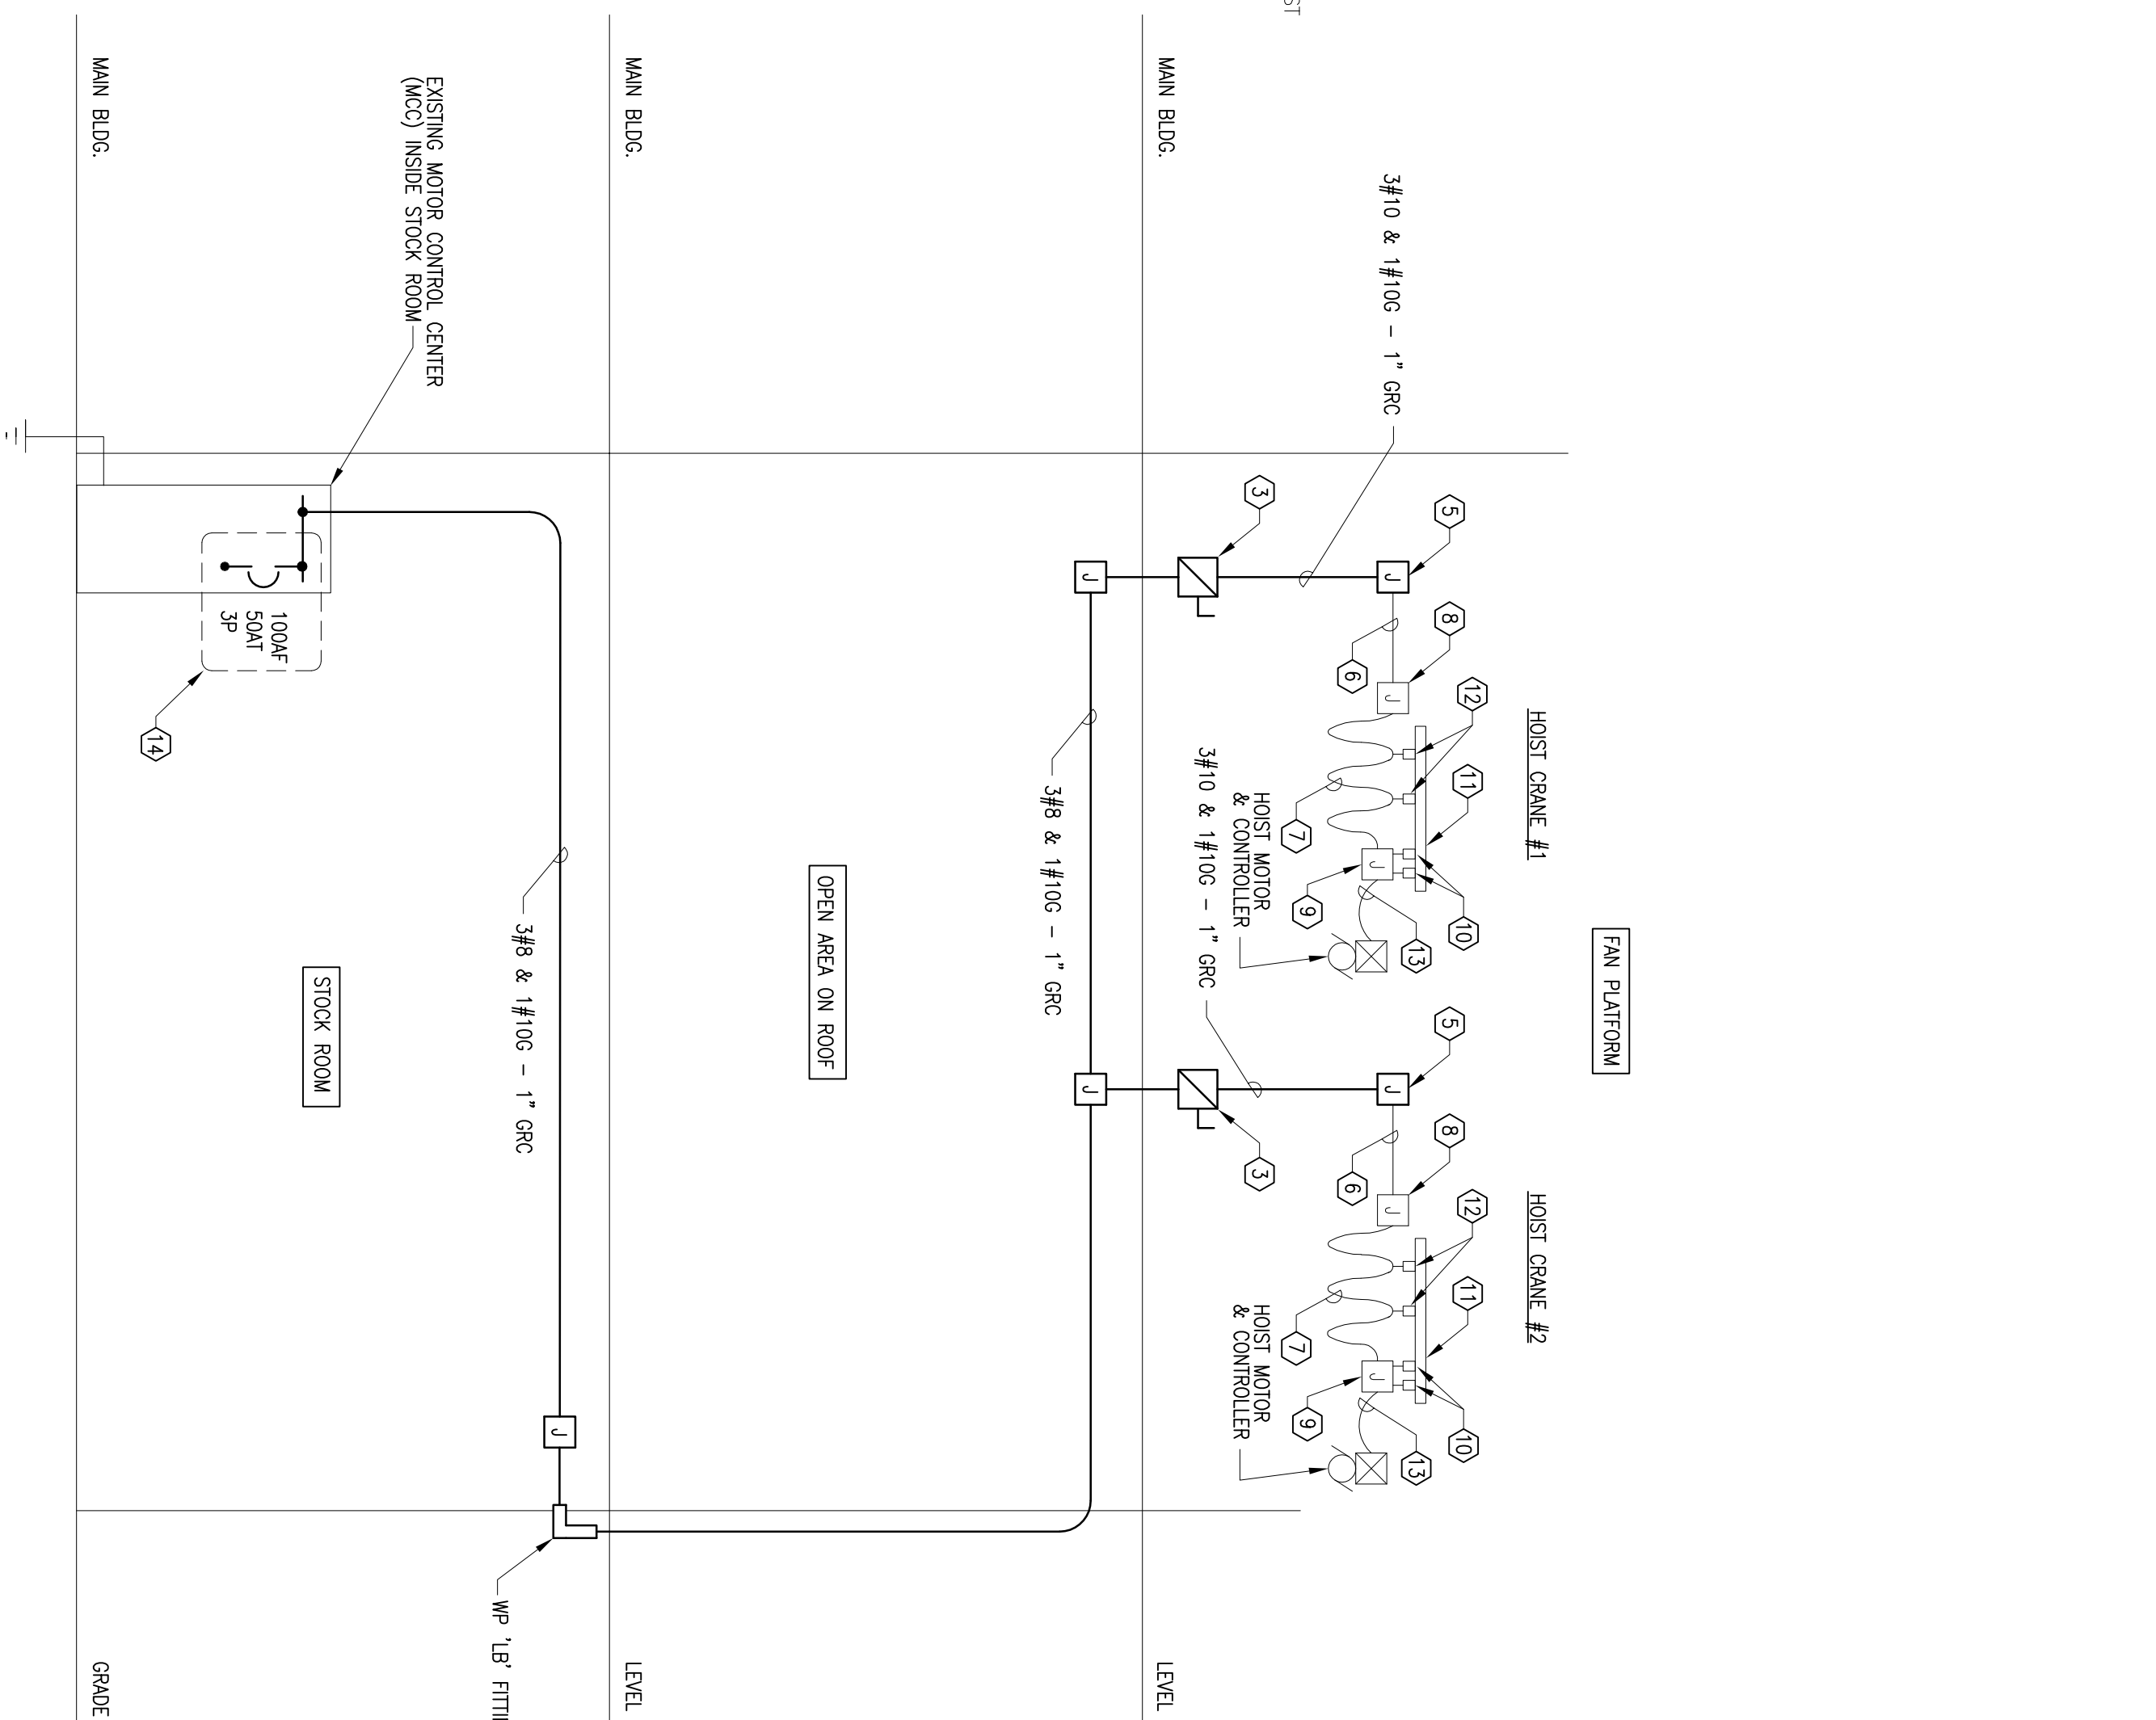 FAN PLATFORM
HOIST CRANE #1
HOIST CRANE #2
12
12
11
11
10
10
5
8
5
8
13
13
3#10 & 1#10G - 1" GRC
J
J
J
J
6
6
J
J
9
9
7
7
HOIST MOTOR
& CONTROLLER
HOIST MOTOR
& CONTROLLER
3
3
3#10 & 1#10G - 1" GRC
MAIN BLDG.
LEVEL
J
J
3#8 & 1#10G - 1" GRC
OPEN AREA ON ROOF
MAIN BLDG.
LEVEL
J
3#8 & 1#10G - 1" GRC
WP 'LB'
EXISTING MOTOR CONTROL CENTER
(MCC) INSIDE STOCK ROOM
STOCK ROOM
100AF
50AT
3P
14
MAIN BLDG.
GRADE